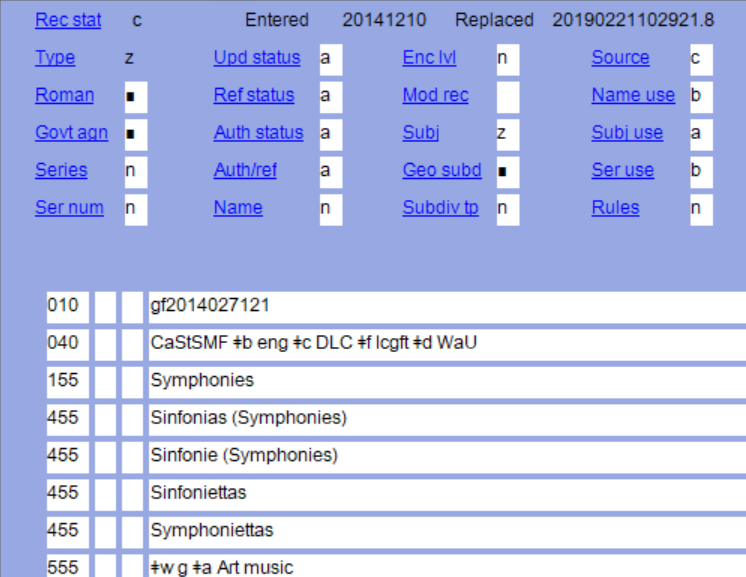 Rec stat c Entered 20141210 Replaced 20190221102921.8
Type z Upd status a Enc lvl n Source c
Roman ■ Ref status a Mod rec Name use b
Govt agn ■ Auth status a Subj z Subj use a
Series n Auth/ref a Geo subd ■ Ser use b
Ser num n Name n Subdiv tp n Rules n
010 gf2014027121
040 CaStSMF ǂb eng ǂc DLC ǂf lcgft ǂd WaU
155 Symphonies
455 Sinfonias (Symphonies)
455 Sinfonie (Symphonies)
455 Sinfoniettas
455 Symphoniettas
555 ǂw g ǂa Art music